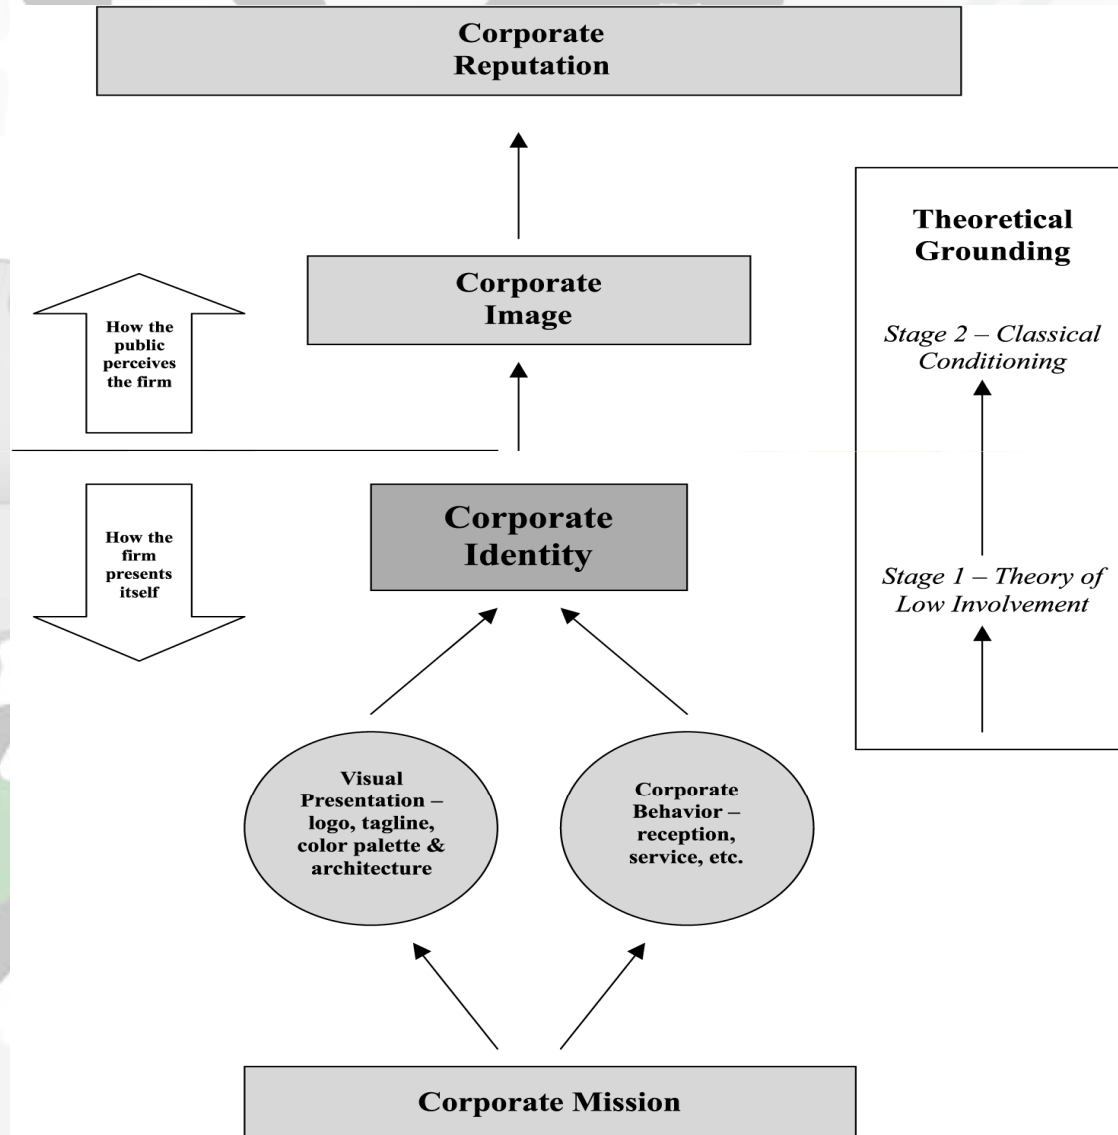 Corporate
Reputation
Corporate
Image
How the
public
perceives
the firm
Theoretical
Grounding
Stage 2 – Classical
Conditioning
Stage 1 – Theory of
Low Involvement
How the
firm
presents
itself
Corporate
Identity
Visual
Presentation –
logo, tagline,
color palette &
architecture
Corporate
Behavior –
reception,
service, etc.
Corporate Mission